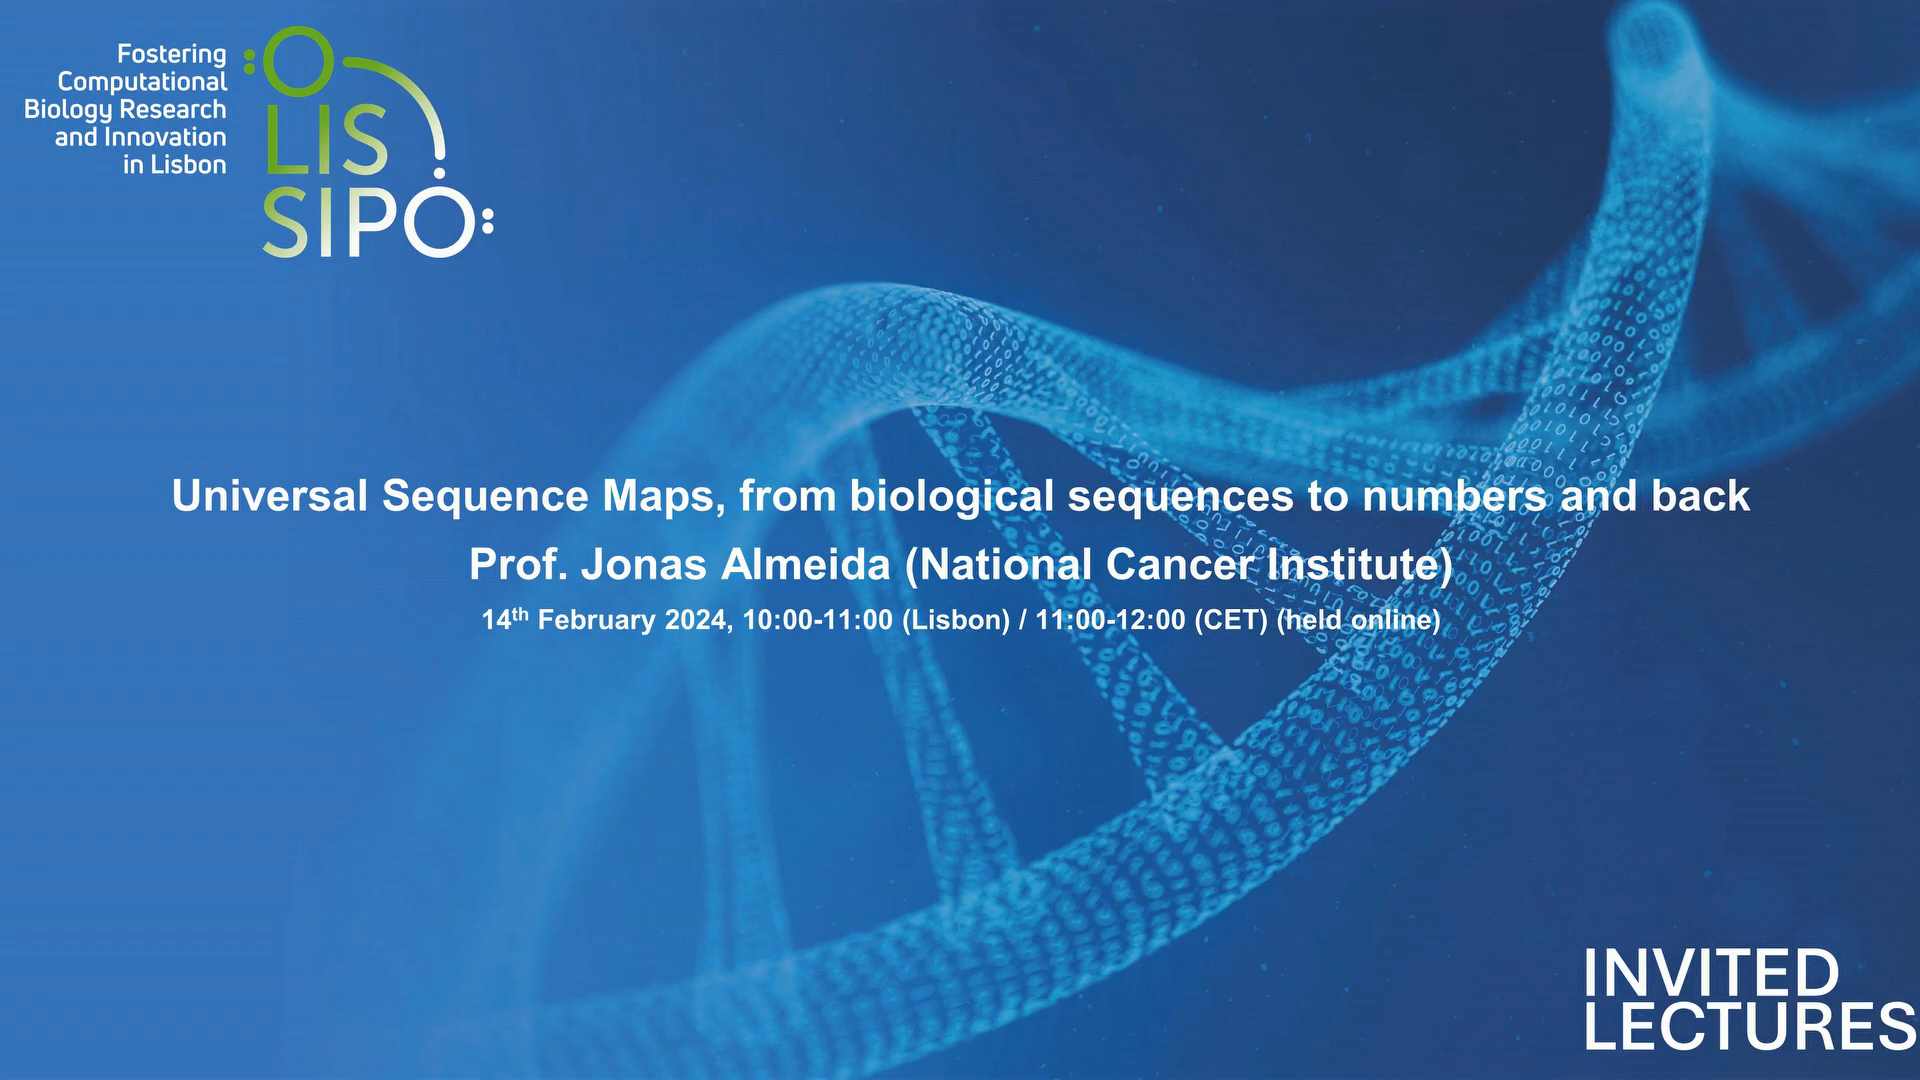 Fostering
Computational
Biology Research
and Innovation
in Lisbon
O
LIS
SIPO
Universal Sequence Maps, from biological sequences to numbers and back
Prof. Jonas Almeida (National Cancer Institute)
14th February 2024, 10:00-11:00 (Lisbon) / 11:00-12:00 (CET) (held online)
INVITED
LECTURES